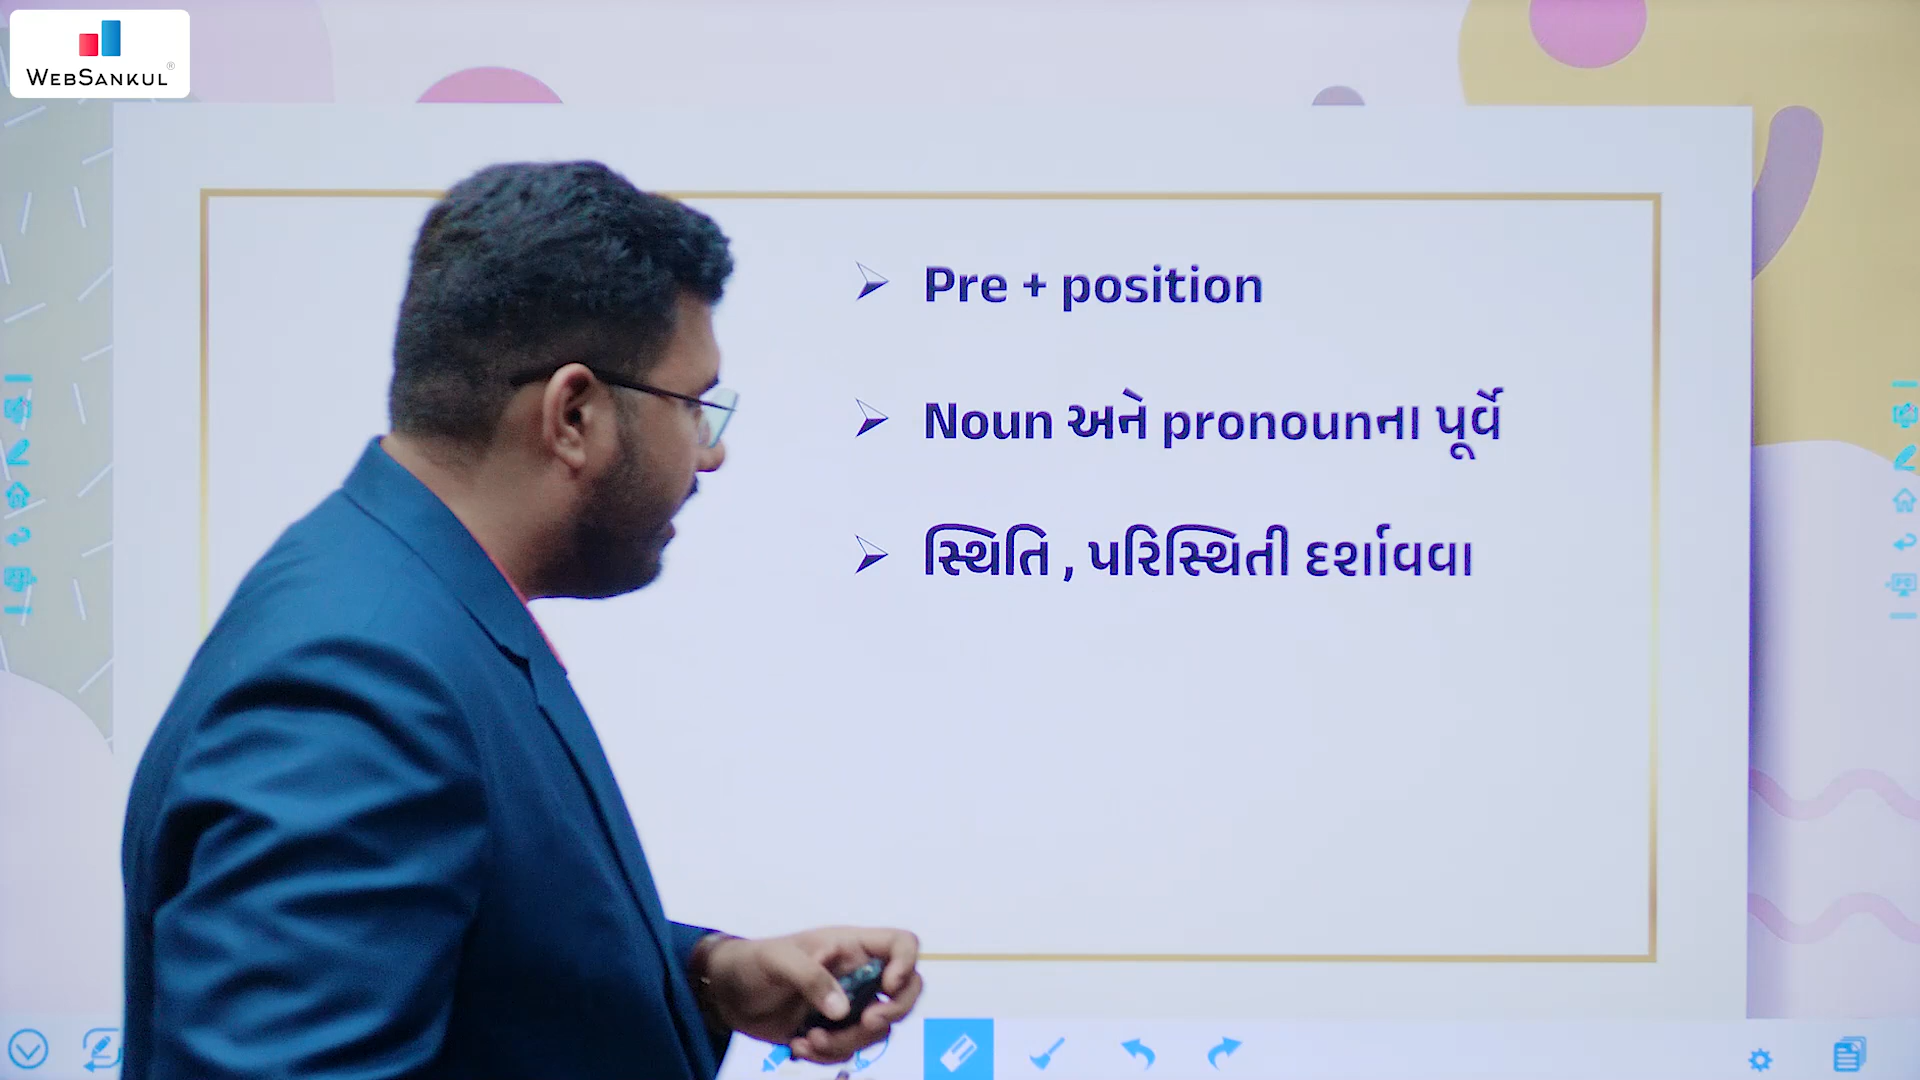 WEBSANKUL®
Pre + position
Noun અને pronounના પૂર્વે
સ્થિતિ , પરિસ્થિતી દર્શાવવા